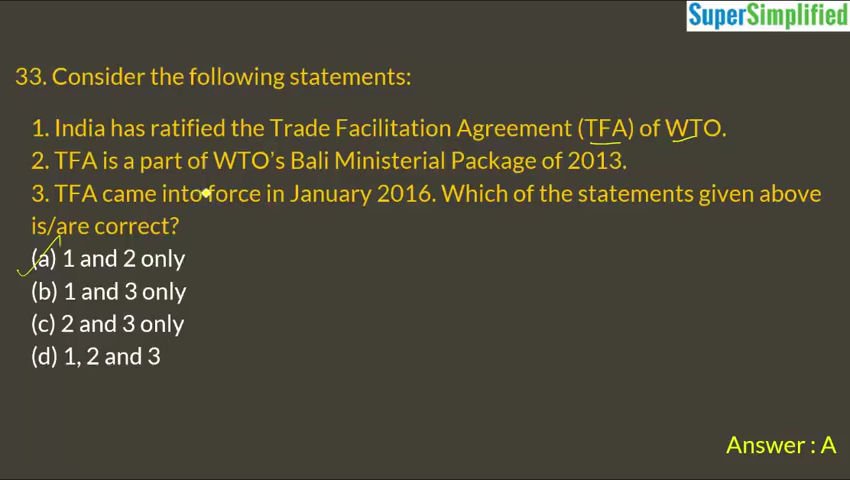 SuperSimplified
33. Consider the following statements:
1. India has ratified the Trade Facilitation Agreement (TFA) of WTO.
2. TFA is a part of WTO's Bali Ministerial Package of 2013.
3. TFA came into force in January 2016. Which of the statements given above
is/are correct?
(a) 1 and 2 only
(b) 1 and 3 only
(c) 2 and 3 only
(d) 1, 2 and 3
Answer : A